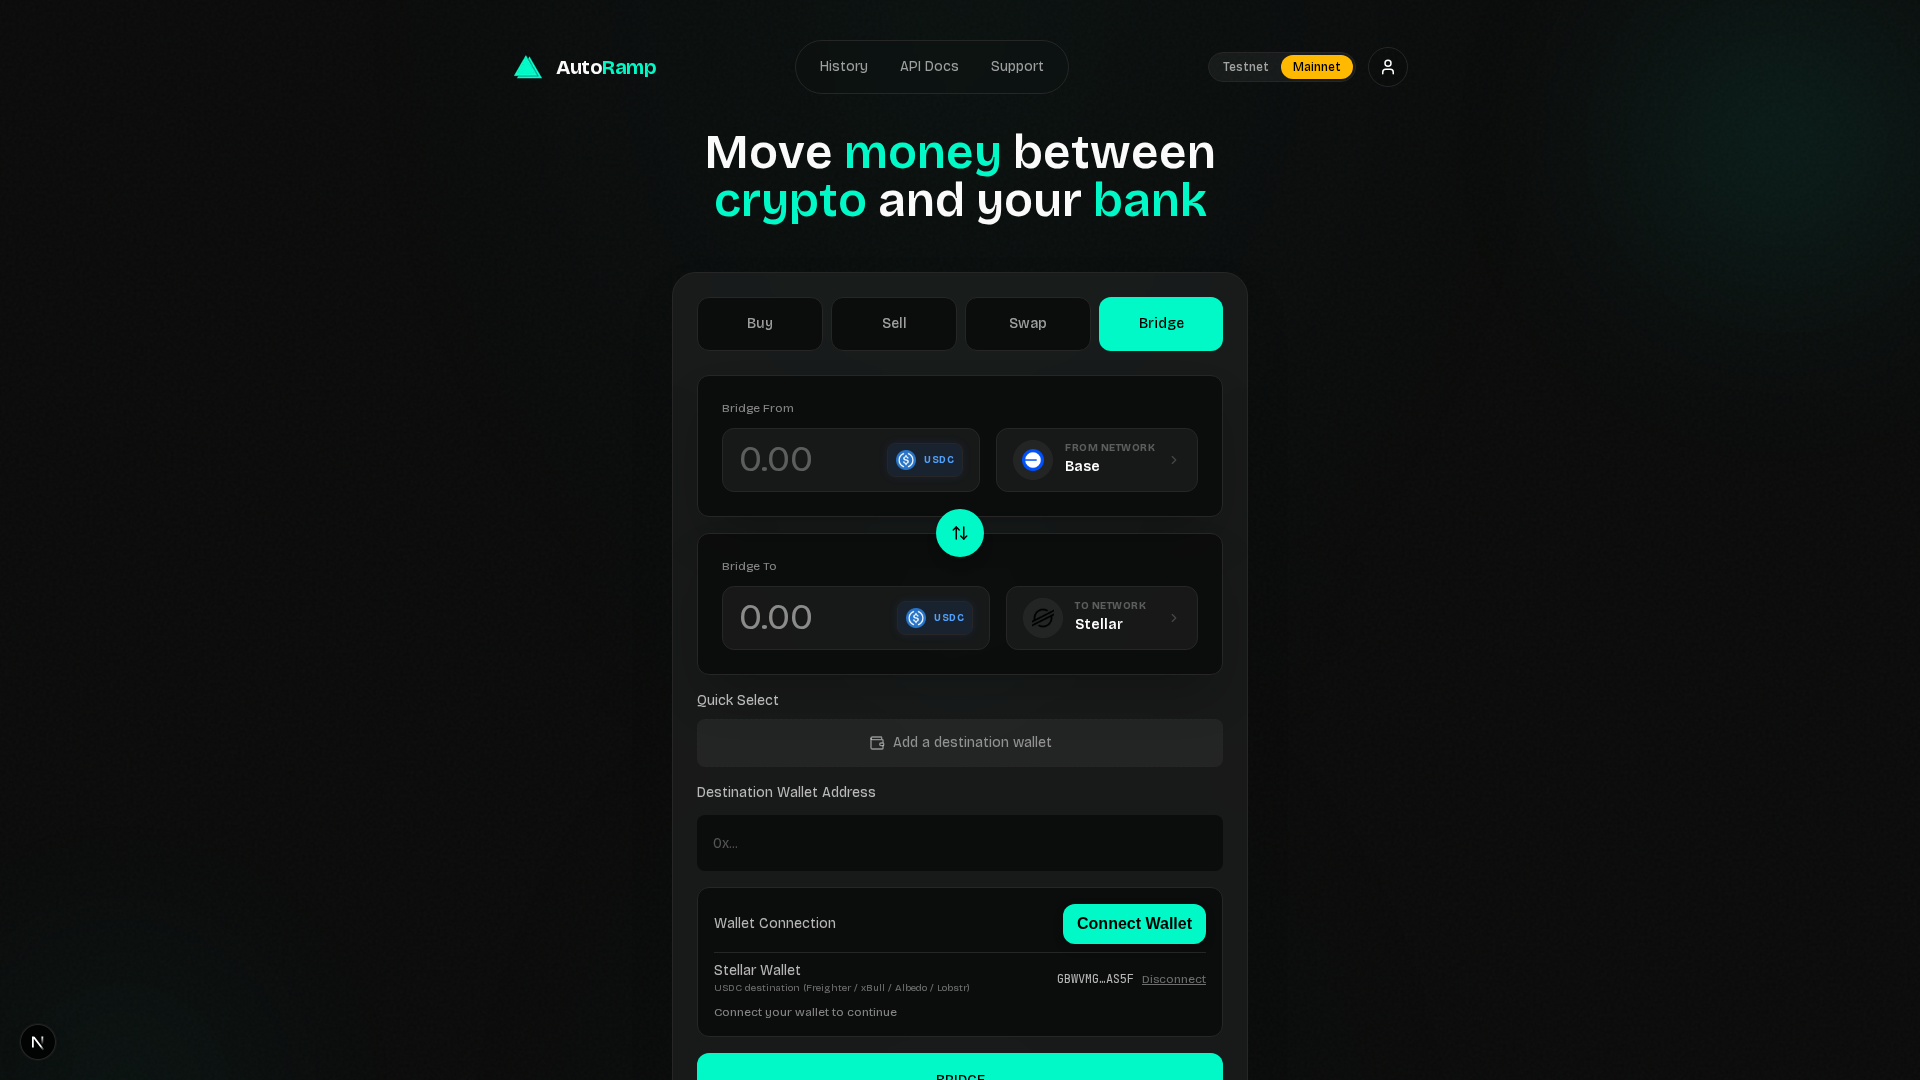 AutoRamp
History API Docs Support
Testnet Mainnet
Move money between
crypto and your bank
Buy Sell Swap Bridge
Bridge From
0.00 USDC
FROM NETWORK
Base
Bridge To
0.00 USDC
TO NETWORK
Stellar
Quick Select
Add a destination wallet
Destination Wallet Address
0x...
Wallet Connection
Connect Wallet
Stellar Wallet
USDC destination (Freighter / xBull / Albedo / Lobstr)
GBWVMG…AS5F Disconnect
Connect your wallet to continue
N
BRIDGE